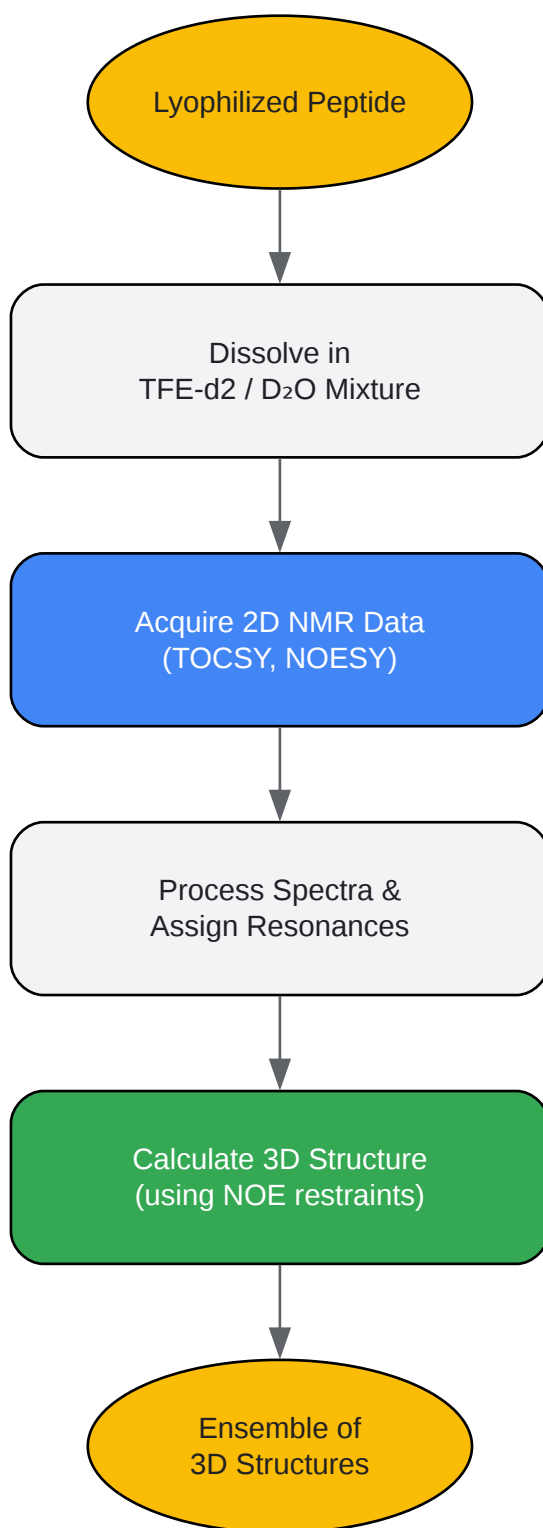 Lyophilized Peptide
Dissolve in
TFE-d2 / D₂O Mixture
Acquire 2D NMR Data
(TOCSY, NOESY)
Process Spectra &
Assign Resonances
Calculate 3D Structure
(using NOE restraints)
Ensemble of
3D Structures